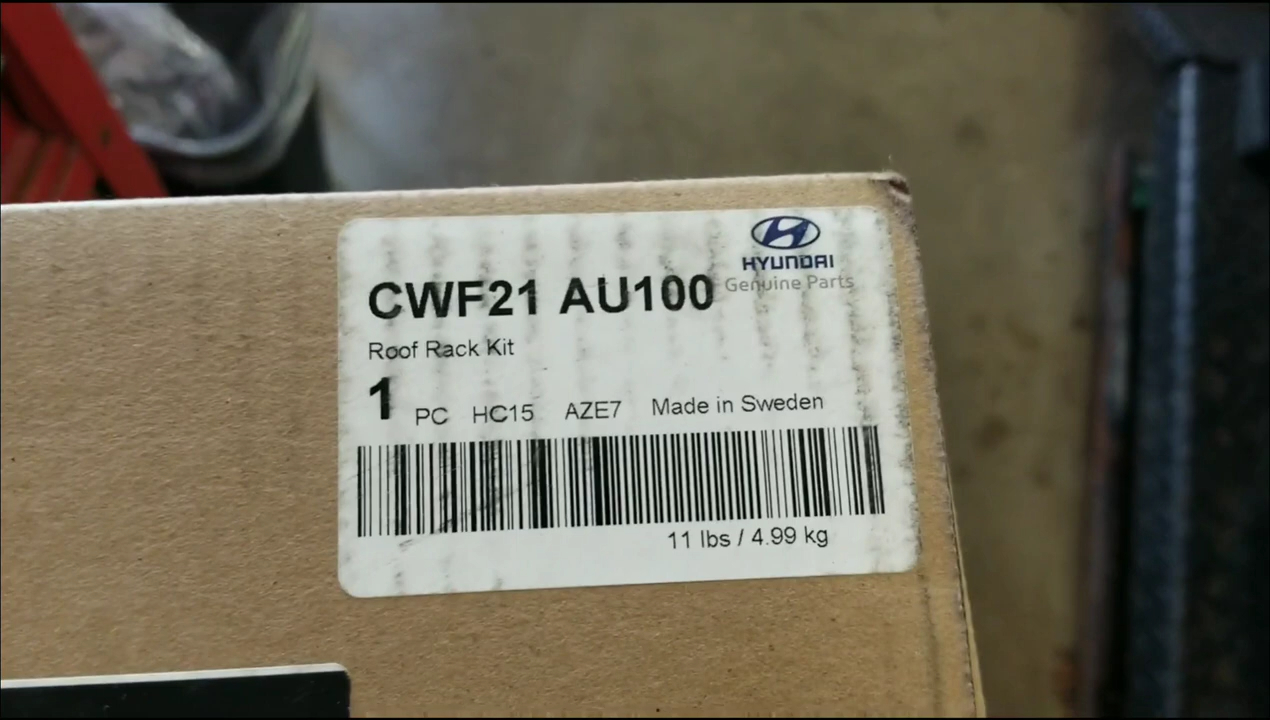 HYUNDAI
CWF21 AU100 Genuine Parts
Roof Rack Kit
1 PC HC15 AZE7 Made in Sweden
11 lbs / 4.99 kg